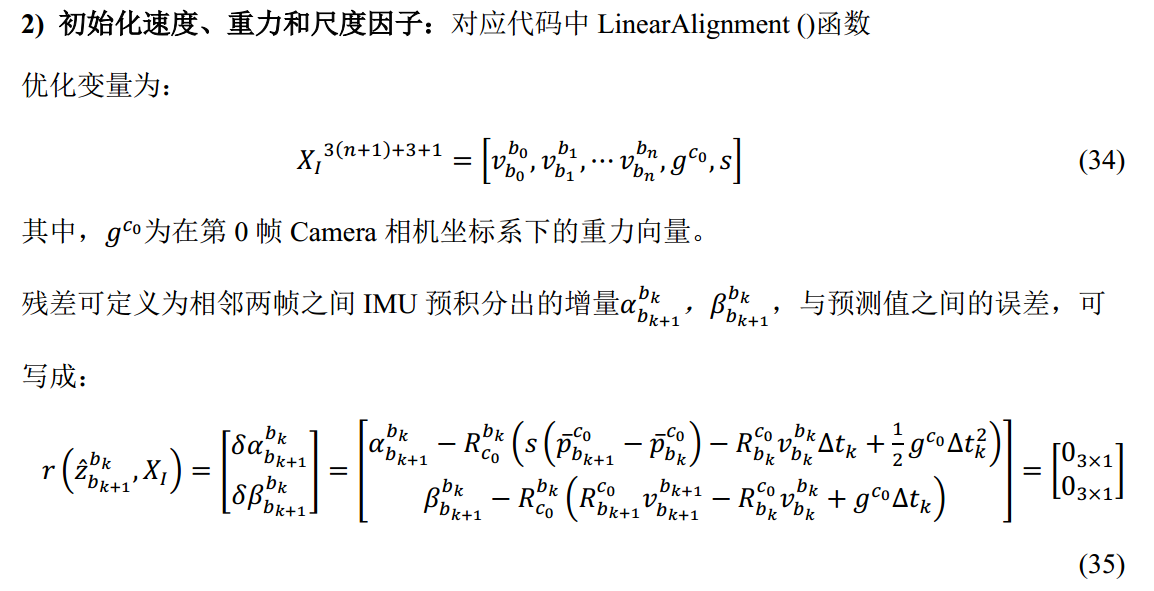 2) 初始化速度、重力和尺度因子：对应代码中 LinearAlignment ()函数
优化变量为：
$X_I^{3(n+1)+3+1} = \left[v_{b_0}^{b_0}, v_{b_1}^{b_1}, \cdots v_{b_n}^{b_n}, g^{c_0}, s\right]$ (34)
其中，$g^{c_0}$为在第 0 帧 Camera 相机坐标系下的重力向量。
残差可定义为相邻两帧之间 IMU 预积分出的增量$\alpha_{b_{k+1}}^{b_k}$，$\beta_{b_{k+1}}^{b_k}$，与预测值之间的误差，可
写成：
$r\left(\hat{z}_{b_{k+1}}^{b_k}, X_I\right) = \begin{bmatrix} \delta\alpha_{b_{k+1}}^{b_k} \\ \delta\beta_{b_{k+1}}^{b_k} \end{bmatrix} = \begin{bmatrix} \alpha_{b_{k+1}}^{b_k} - R_{c_0}^{b_k}\left(s\left(\bar{p}_{b_{k+1}}^{c_0} - \bar{p}_{b_k}^{c_0}\right) - R_{b_k}^{c_0} v_{b_k}^{b_k} \Delta t_k + \frac{1}{2} g^{c_0} \Delta t_k^2\right) \\ \beta_{b_{k+1}}^{b_k} - R_{c_0}^{b_k}\left(R_{b_{k+1}}^{c_0} v_{b_{k+1}}^{b_{k+1}} - R_{b_k}^{c_0} v_{b_k}^{b_k} + g^{c_0} \Delta t_k\right) \end{bmatrix} = \begin{bmatrix} 0_{3\times1} \\ 0_{3\times1} \end{bmatrix}$
(35)